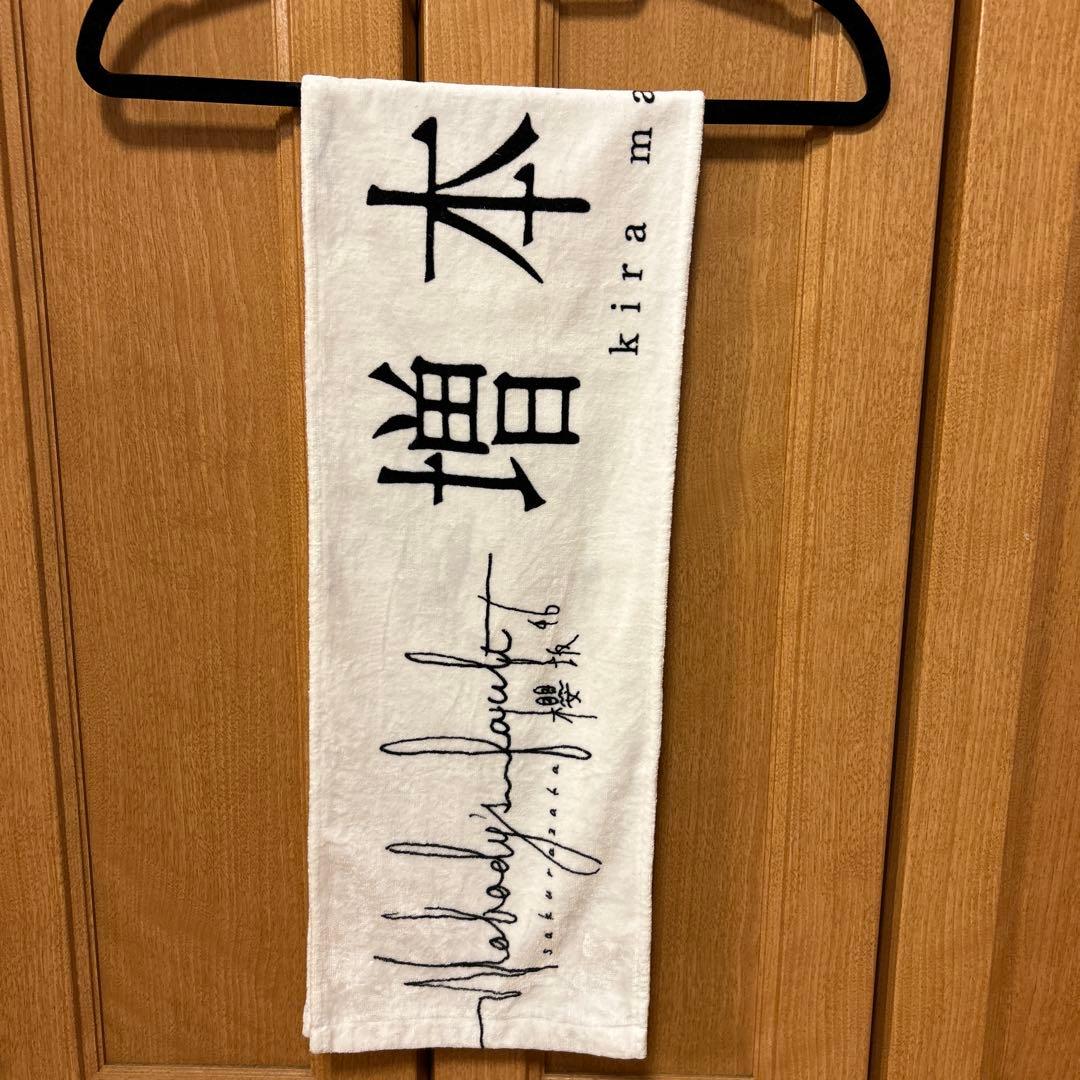 Nobody's fault
sakurazaka 櫻坂46
増本
kira ma